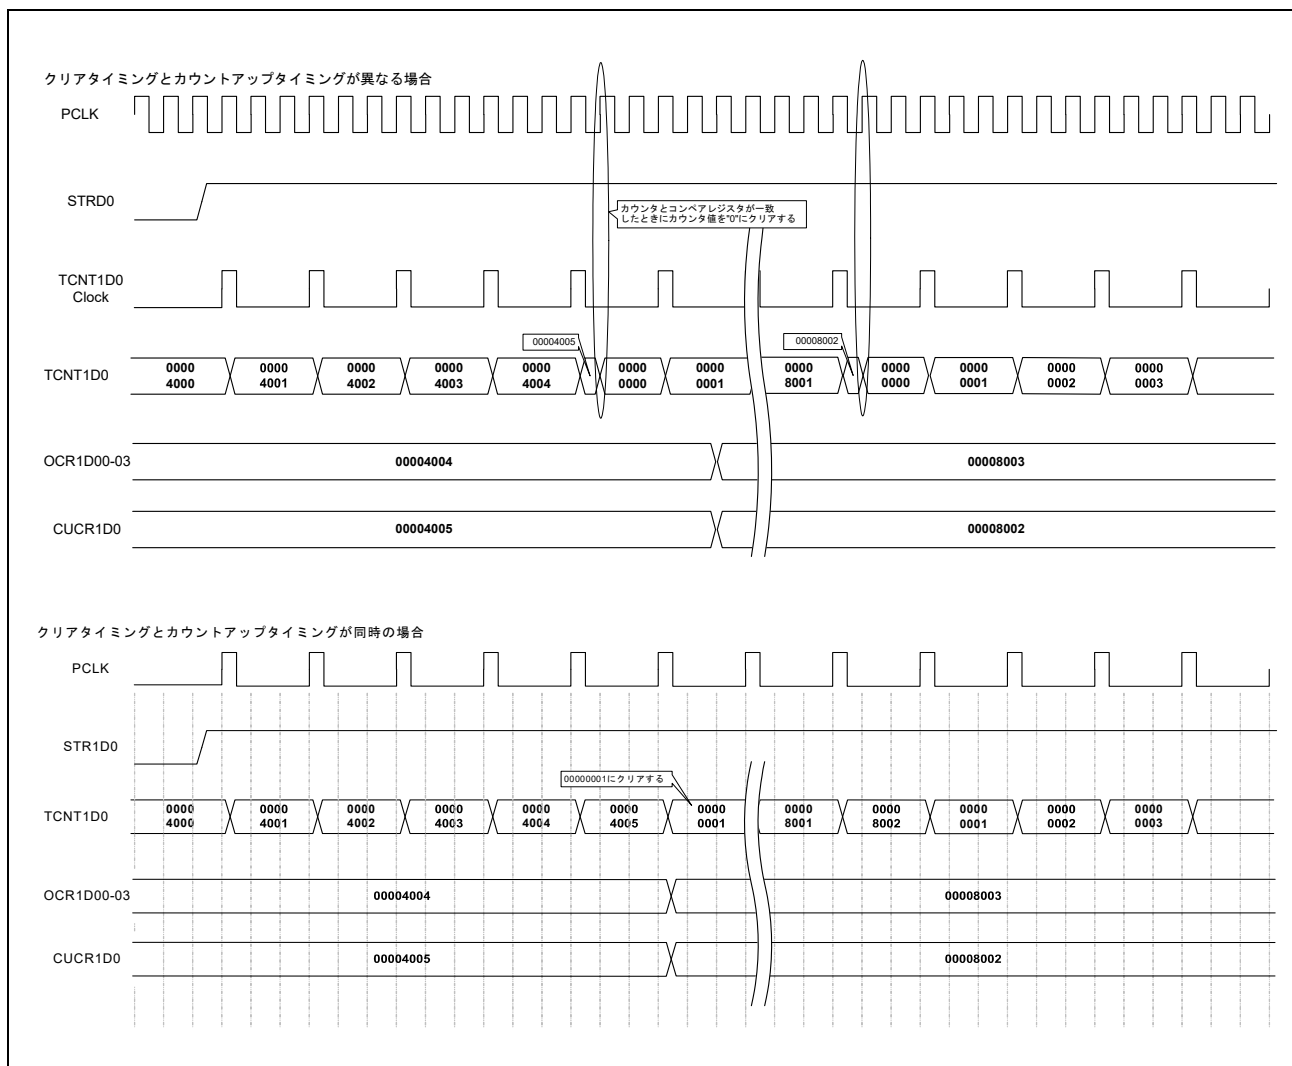 クリアタイミングとカウントアップタイミングが異なる場合
PCLK
STRD0
カウンタとコンペアレジスタが一致
したときにカウンタ値を"0"にクリアする
TCNT1D0
Clock
00004005
00008002
TCNT1D0
0000 0000 0000 0000 0000 0000 0000 0000 0000 0000 0000 0000
4000 4001 4002 4003 4004 0000 0001 8001 0000 0001 0002 0003
OCR1D00-03
00004004
00008003
CUCR1D0
00004005
00008002
クリアタイミングとカウントアップタイミングが同時の場合
PCLK
STR1D0
00000001にクリアする
TCNT1D0
0000 0000 0000 0000 0000 0000 0000 0000 0000 0000 0000 0000
4000 4001 4002 4003 4004 4005 0001 8001 8002 0001 0002 0003
OCR1D00-03
00004004
00008003
CUCR1D0
00004005
00008002